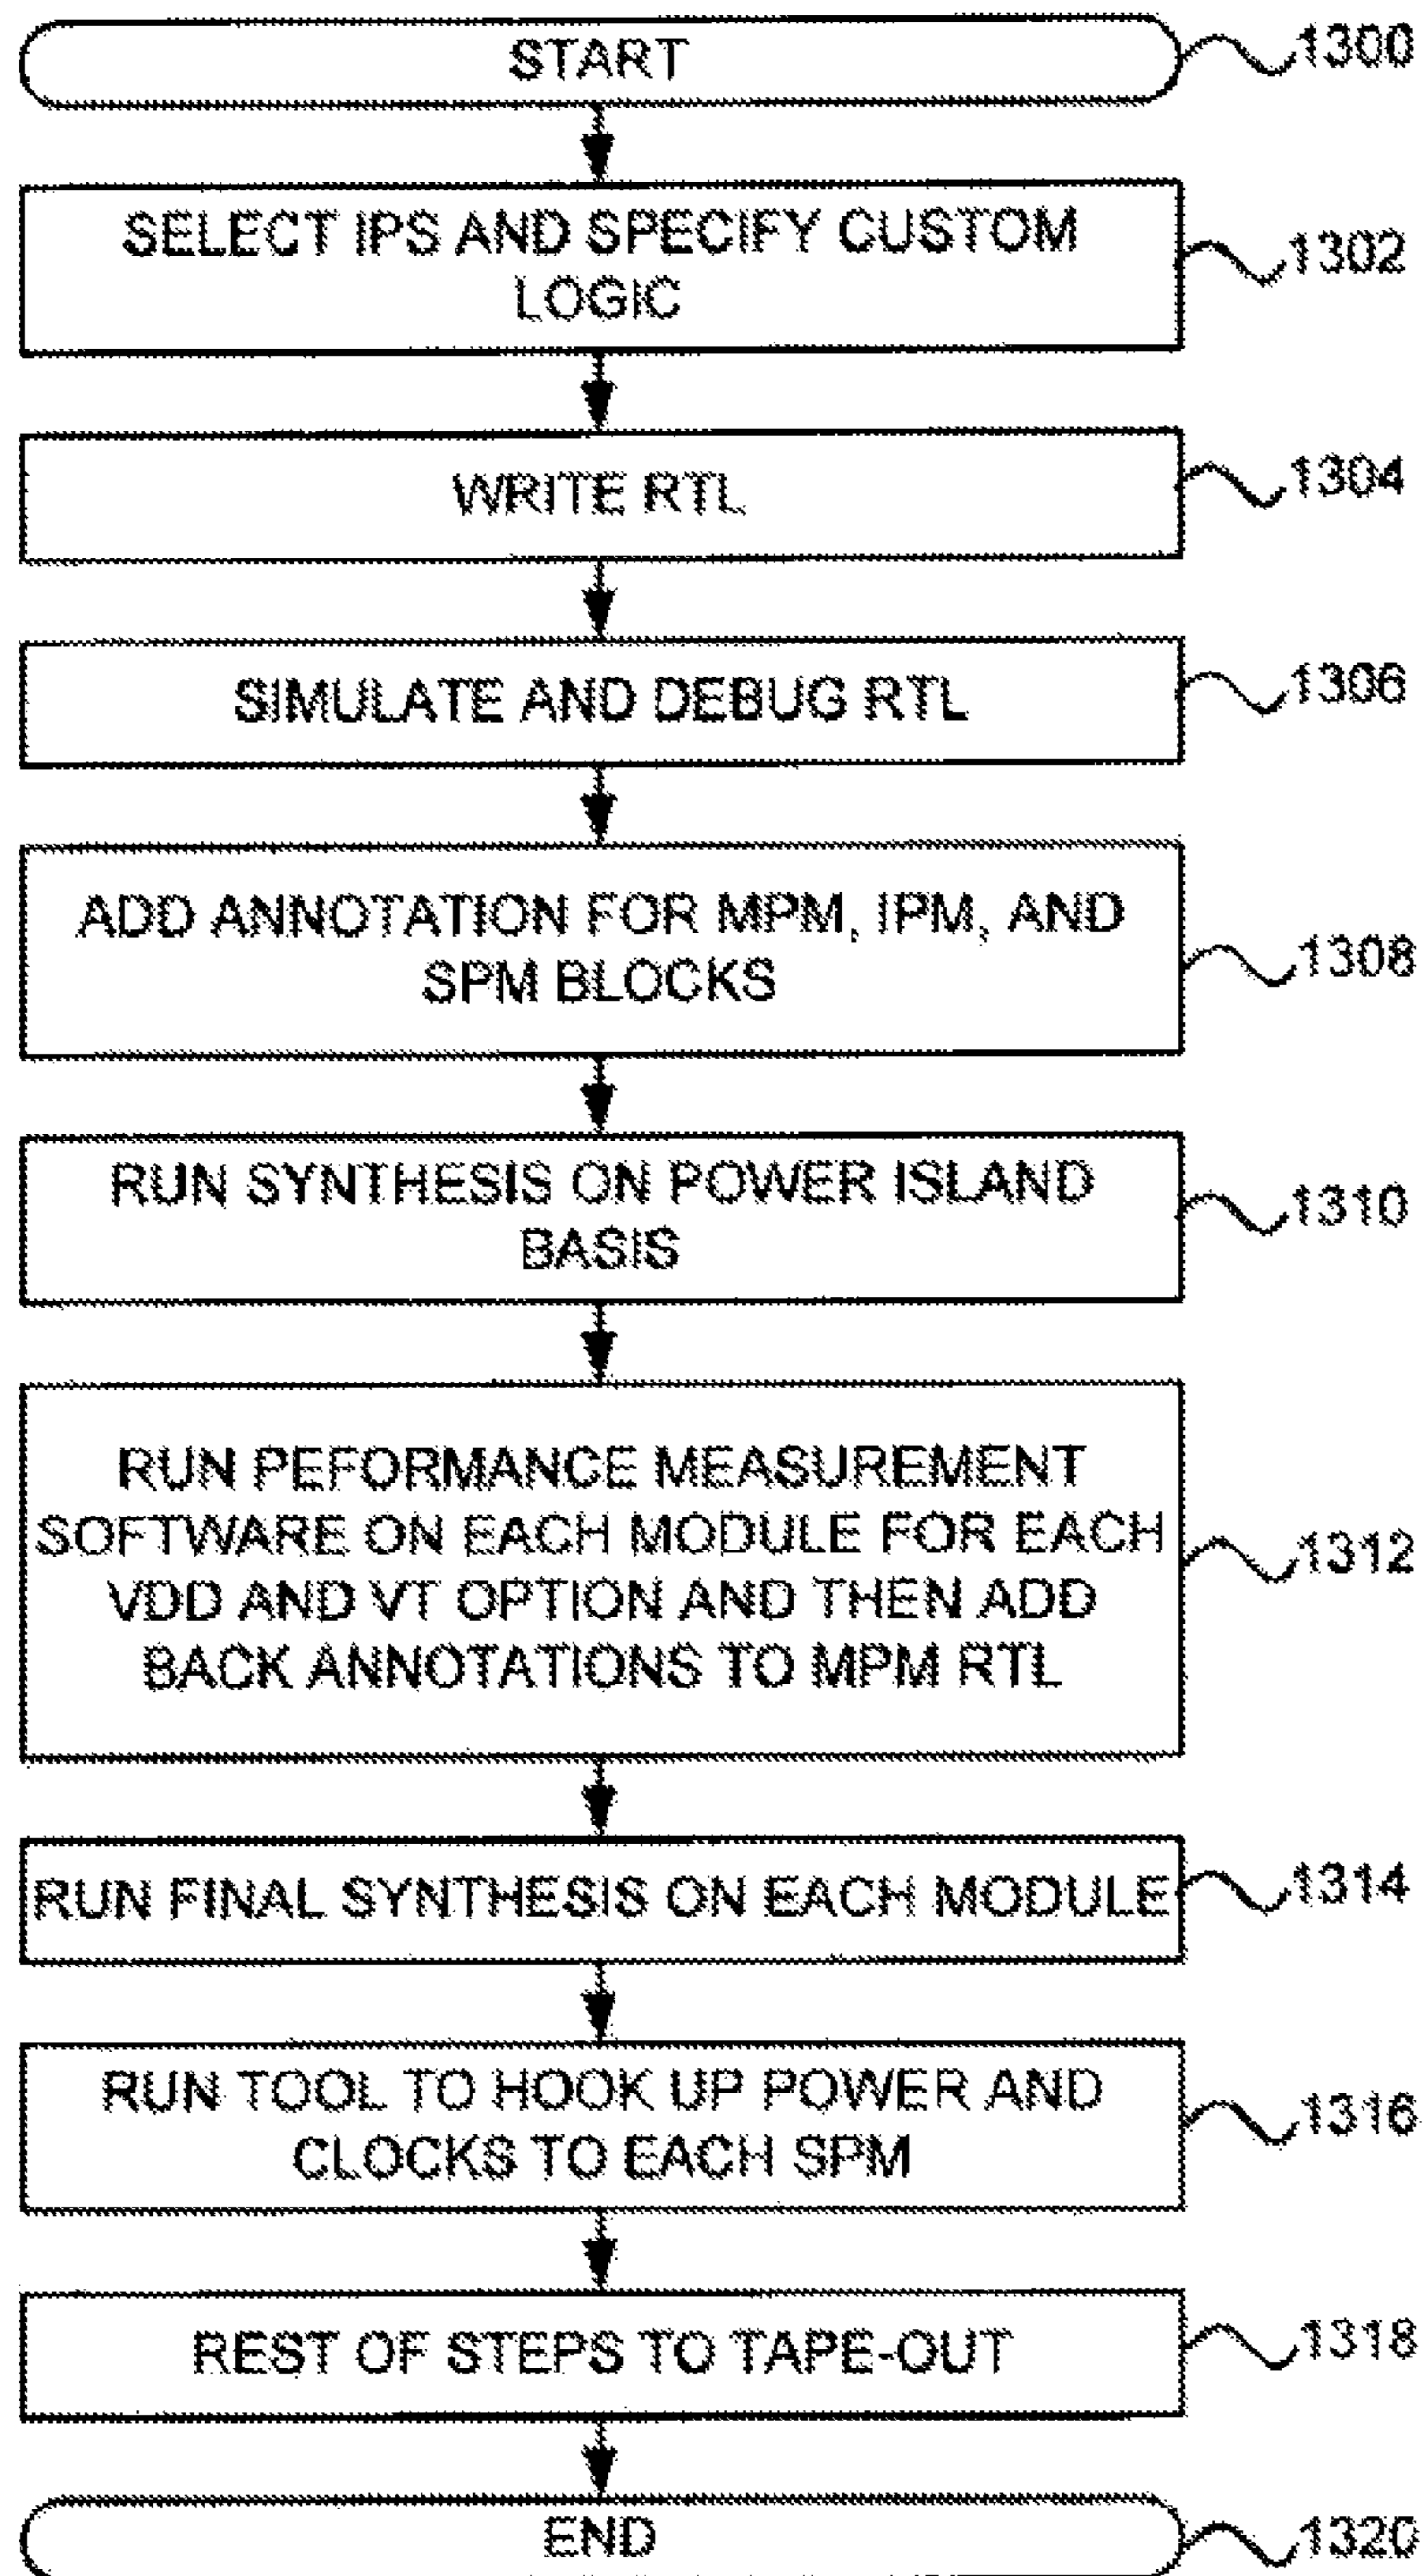 START
1300
SELECT IPS AND SPECIFY CUSTOM
LOGIC
1302
WRITE RTL
1304
SIMULATE AND DEBUG RTL
1306
ADD ANNOTATION FOR MPM, IPM, AND
SPM BLOCKS
1308
RUN SYNTHESIS ON POWER ISLAND
BASIS
1310
RUN PEFORMANCE MEASUREMENT
SOFTWARE ON EACH MODULE FOR EACH
VDD AND VT OPTION AND THEN ADD
BACK ANNOTATIONS TO MPM RTL
1312
RUN FINAL SYNTHESIS ON EACH MODULE
1314
RUN TOOL TO HOOK UP POWER AND
CLOCKS TO EACH SPM
1316
REST OF STEPS TO TAPE-OUT
1318
END
1320